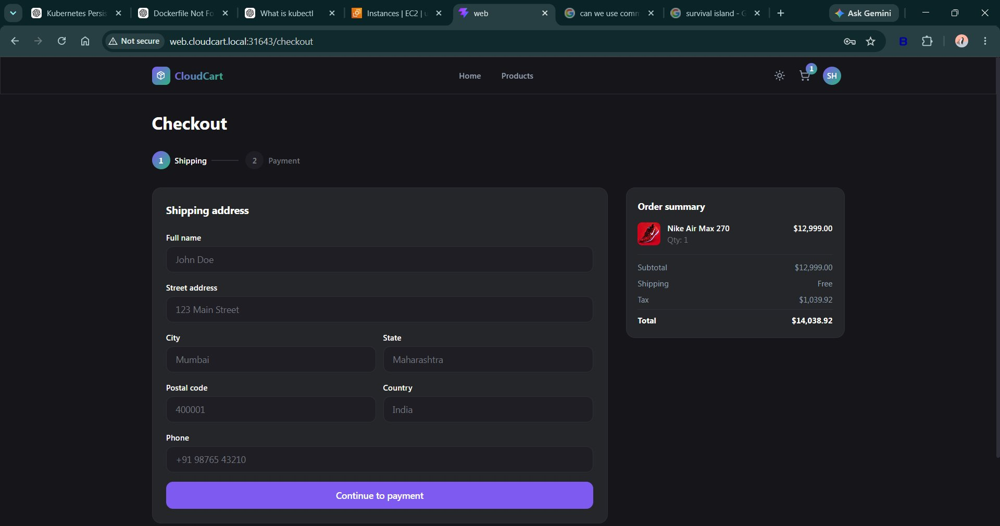 Kubernetes Persis
Dockerfile Not Fo
What is kubectl
Instances | EC2 | u
web
can we use comm
survival island - G
Ask Gemini
Not secure
web.cloudcart.local:31643/checkout
B
CloudCart
Home
Products
1
SH
Checkout
1 Shipping
2 Payment
Shipping address
Full name
John Doe
Street address
123 Main Street
City
State
Mumbai
Maharashtra
Postal code
Country
400001
India
Phone
+91 98765 43210
Continue to payment
Order summary
Nike Air Max 270 $12,999.00
Qty: 1
Subtotal $12,999.00
Shipping Free
Tax $1,039.92
Total $14,038.92